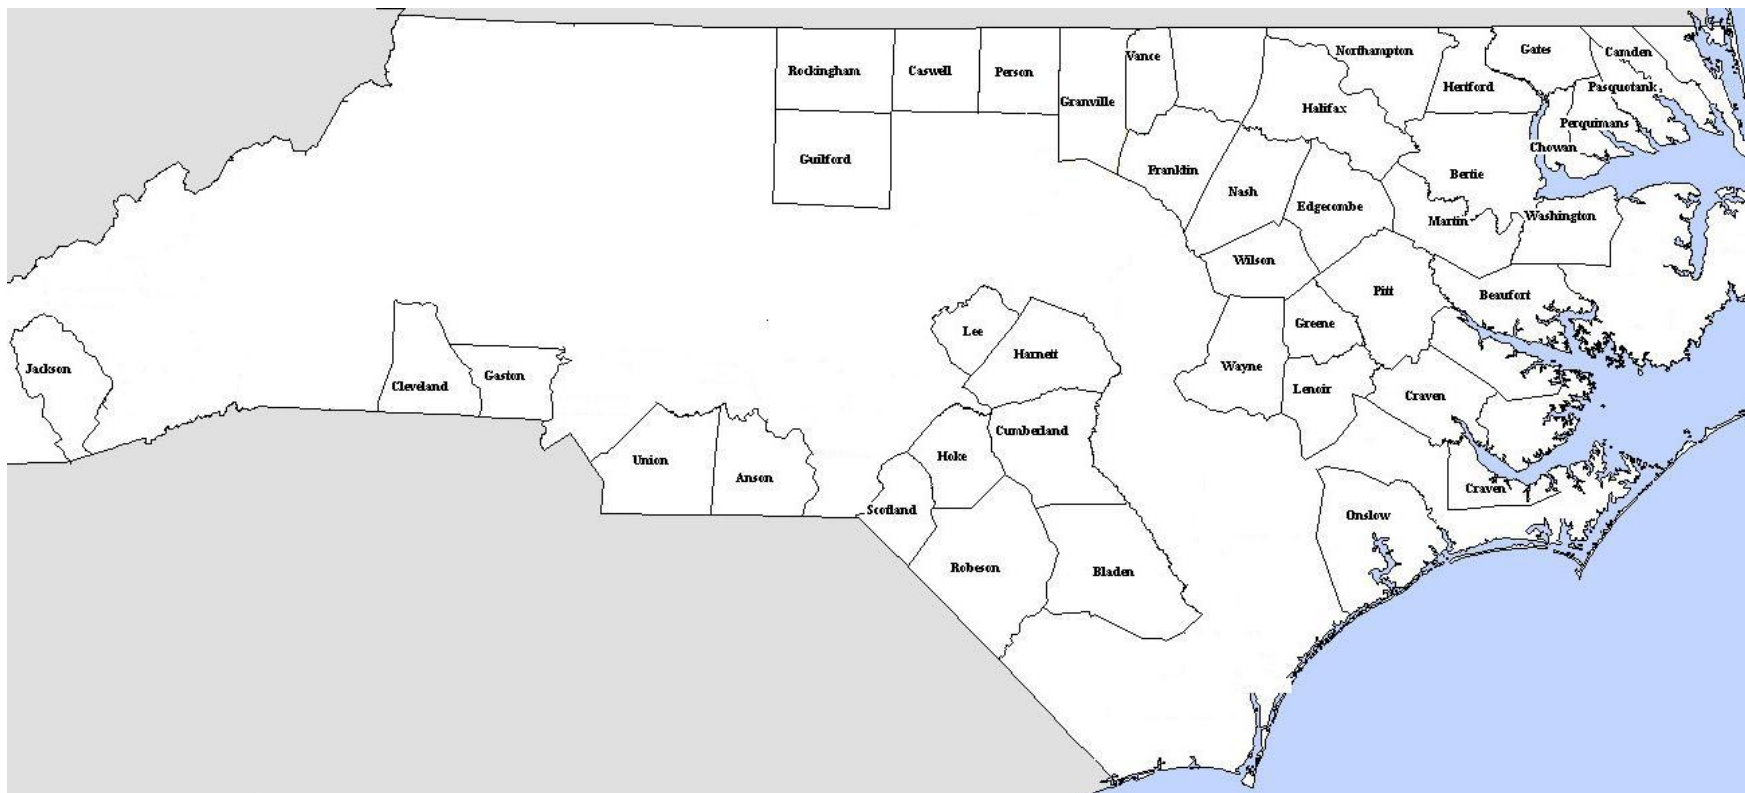 Northampton
Gates
Camden
Vance
Rockingham
Caswell
Person
Hertford
Pasquotank
Granville
Halifax
Perquimans
Chowan
Guilford
Franklin
Bertie
Nash
Edgecombe
Martin
Washington
Wilson
Pitt
Beaufort
Lee
Greene
Harnett
Jackson
Wayne
Gaston
Cleveland
Lenoir
Craven
Cumberland
Hoke
Union
Anson
Craven
Scotland
Onslow
Robeson
Bladen